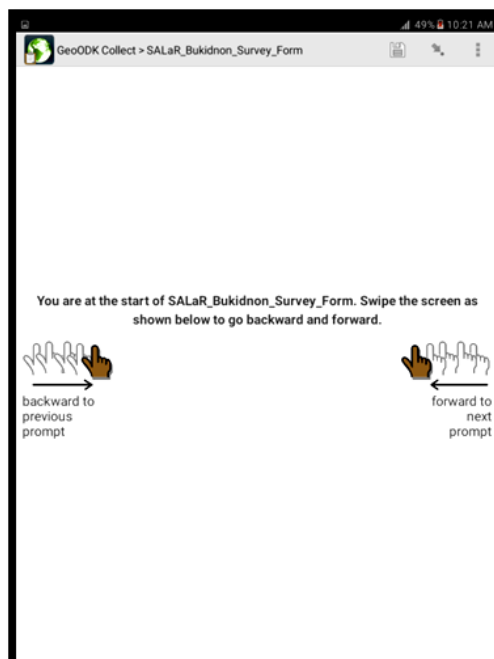 49% 10:21 AM
GeoODK Collect > SALaR_Bukidnon_Survey_Form
You are at the start of SALaR_Bukidnon_Survey_Form. Swipe the screen as
shown below to go backward and forward.
backward to
previous
prompt
forward to
next
prompt